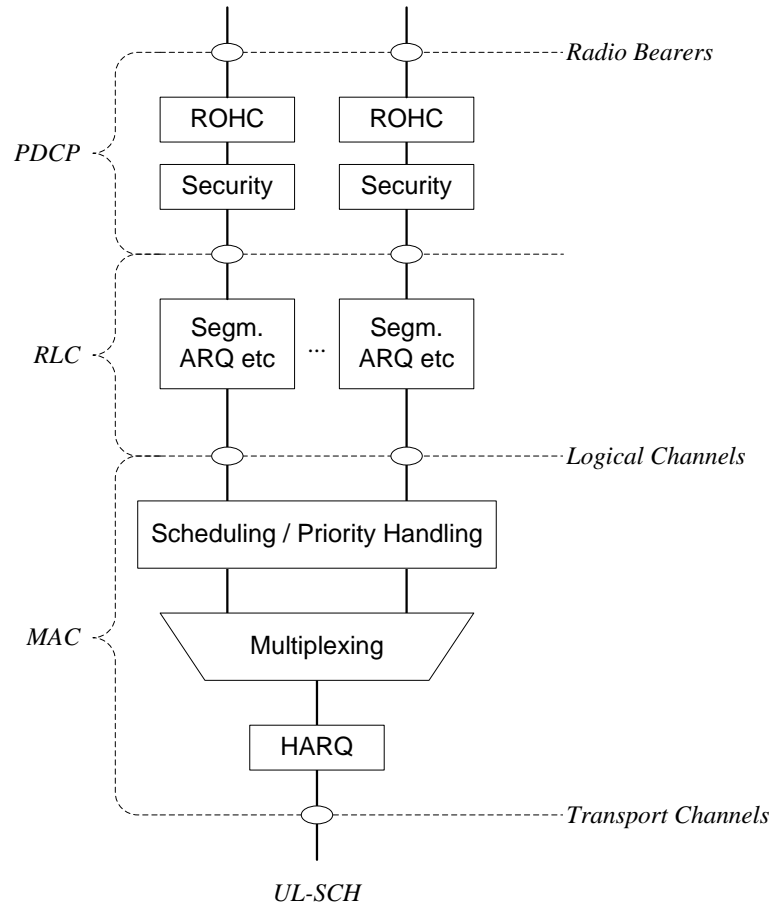 Radio Bearers
ROHC
ROHC
PDCP
Security
Security
Segm.
ARQ etc
...
Segm.
ARQ etc
RLC
Logical Channels
Scheduling / Priority Handling
MAC
Multiplexing
HARQ
Transport Channels
UL-SCH